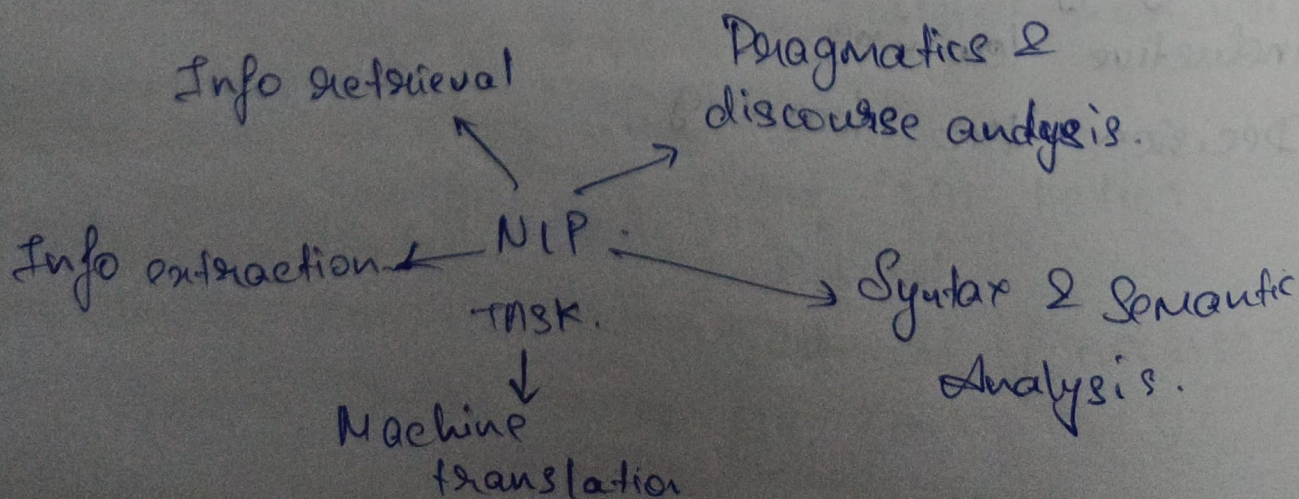 Info retrieval
Pragmatics &
discourse analysis.
NLP.
Info extraction
TASK.
Syntax & Semantic
Analysis.
Machine
translation